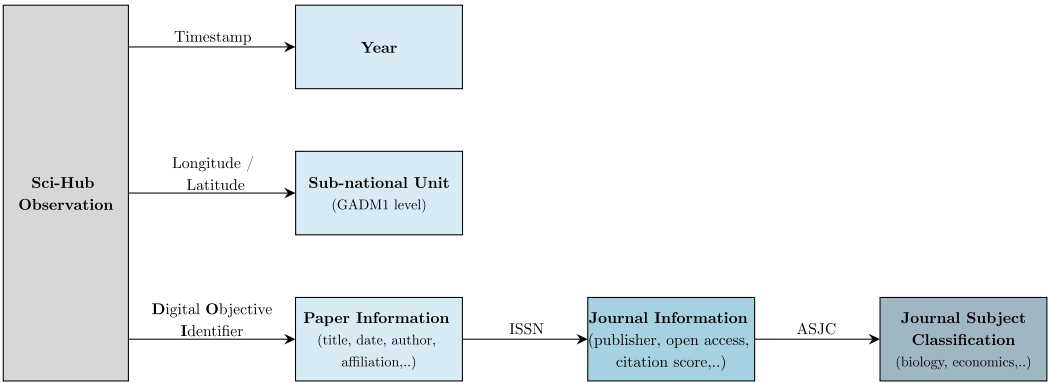 Timestamp
Year
Longitude /
Latitude
Sci-Hub
Observation
Sub-national Unit
(GADM1 level)
Digital Objective
Identifier
Paper Information
(title, date, author,
affiliation,..)
ISSN
Journal Information
(publisher, open access,
citation score,..)
ASJC
Journal Subject
Classification
(biology, economics,..)